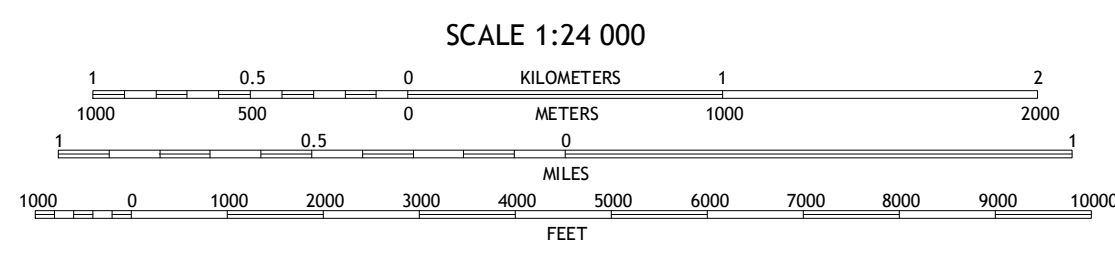 SCALE 1:24 000
1 0.5 0 KILOMETERS 1 2
1000 500 0 METERS 1000 2000
1 0.5 0 1
MILES
1000 0 1000 2000 3000 4000 5000 6000 7000 8000 9000 10000
FEET